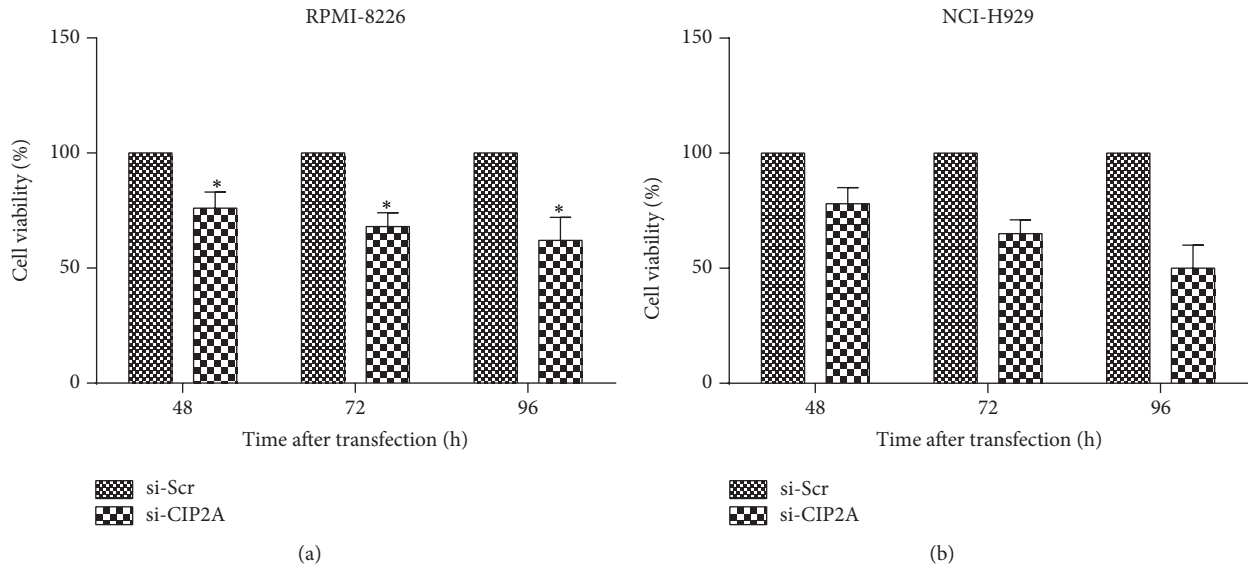 RPMI-8226
150
100
50
0
Cell viability (%)
*
*
*
48
72
96
Time after transfection (h)
si-Scr
si-CIP2A
(a)
NCI-H929
150
100
50
0
Cell viability (%)
48
72
96
Time after transfection (h)
si-Scr
si-CIP2A
(b)